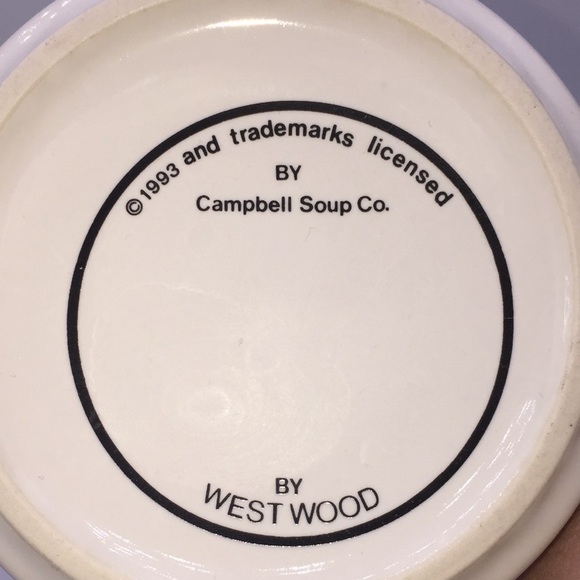 ©1993 and trademarks licensed
BY
Campbell Soup Co.
BY
WESTWOOD